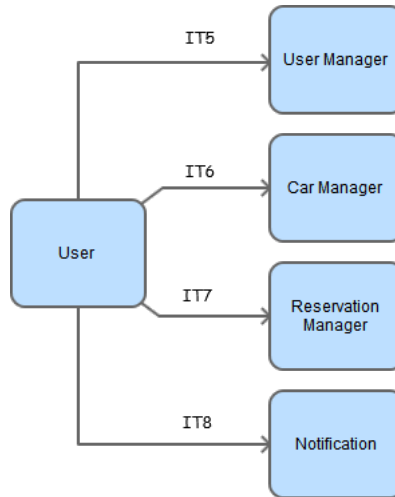 IT5
User Manager
IT6
Car Manager
User
IT7
Reservation
Manager
IT8
Notification